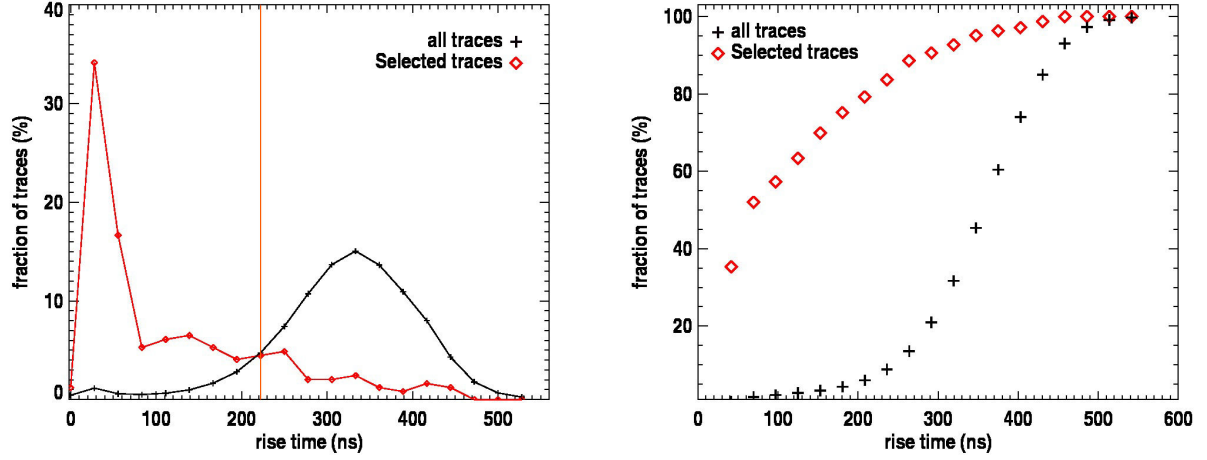 40
30
20
10
0
fraction of traces (%)
all traces
Selected traces
0 100 200 300 400 500
rise time (ns)
100
80
60
40
20
fraction of traces (%)
all traces
Selected traces
0 100 200 300 400 500 600
rise time (ns)